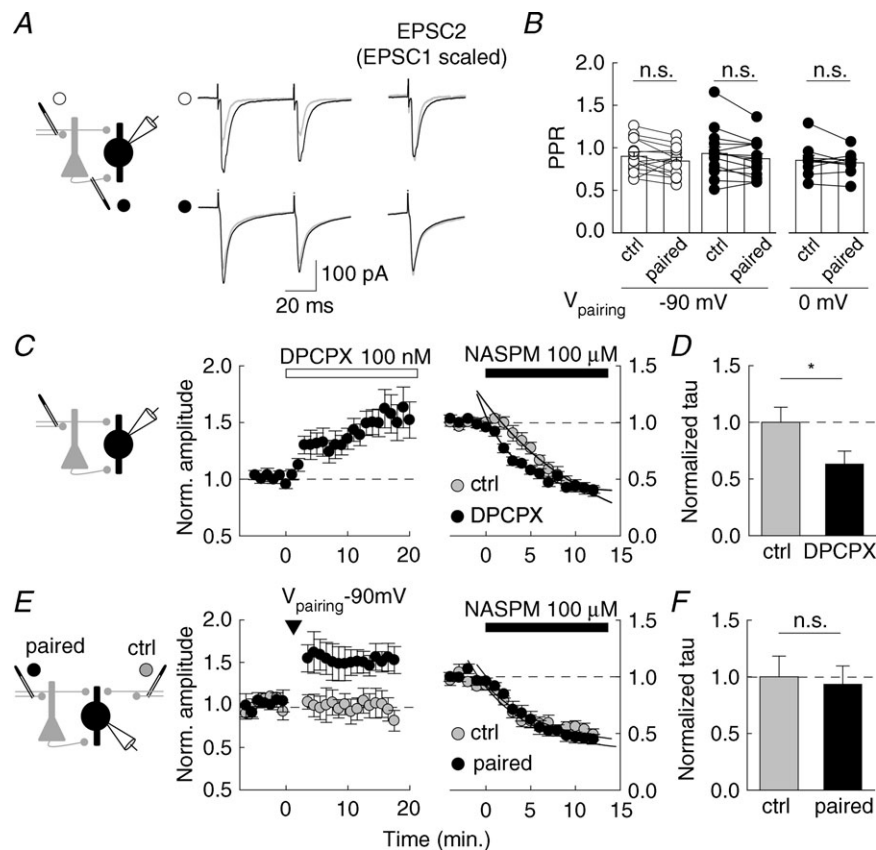 A
EPSC2
(EPSC1 scaled)
100 pA
20 ms
B
n.s. n.s. n.s.
PPR
2.0
1.5
1.0
0.5
0.0
ctrl paired ctrl paired ctrl paired
Vpairing -90 mV 0 mV
C
DPCPX 100 nM
Norm. amplitude
2.0
1.5
1.0
0.5
0 10 20
NASPM 100 μM
1.5
1.0
0.5
0.0
ctrl
DPCPX
0 5 10 15
D
Normalized tau
1.5
1.0
0.5
0.0
*
ctrl DPCPX
E
paired ctrl
Vpairing-90mV
Norm. amplitude
2.0
1.5
1.0
0.5
0 10 20
NASPM 100 μM
1.5
1.0
0.5
0.0
ctrl
paired
0 5 10 15
Time (min.)
F
Normalized tau
1.5
1.0
0.5
0.0
n.s.
ctrl paired